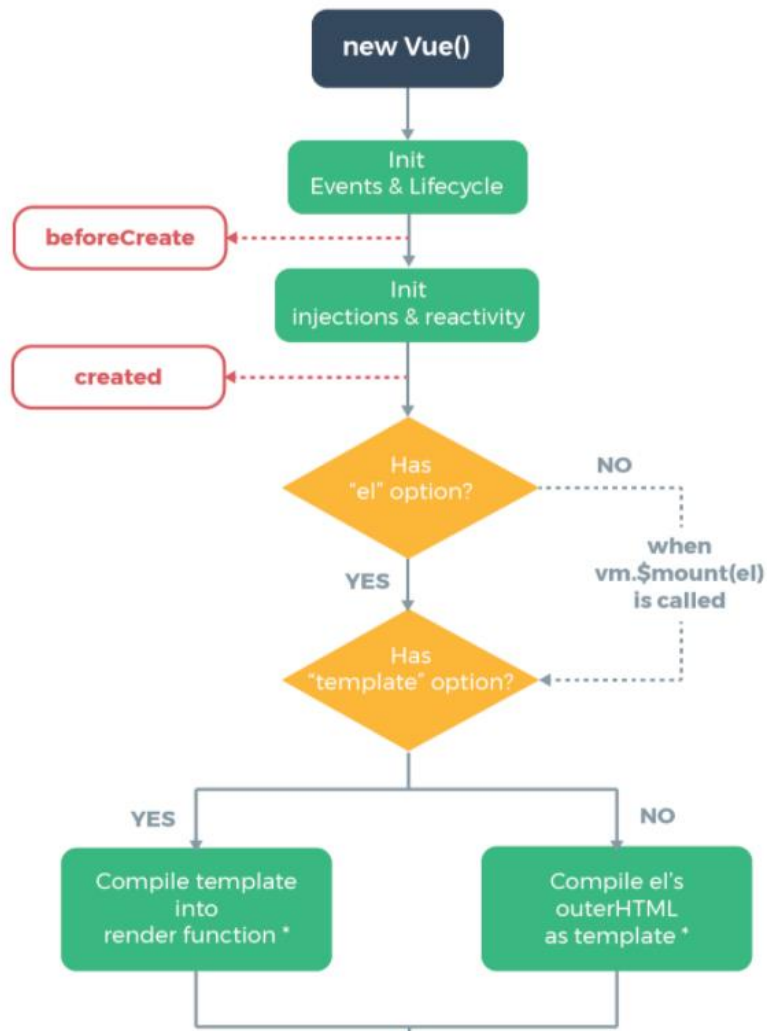 new Vue()
Init
Events & Lifecycle
beforeCreate
Init
injections & reactivity
created
Has
"el" option?
NO
when
vm.$mount(el)
is called
YES
Has
"template" option?
YES
NO
Compile template
into
render function *
Compile el's
outerHTML
as template *